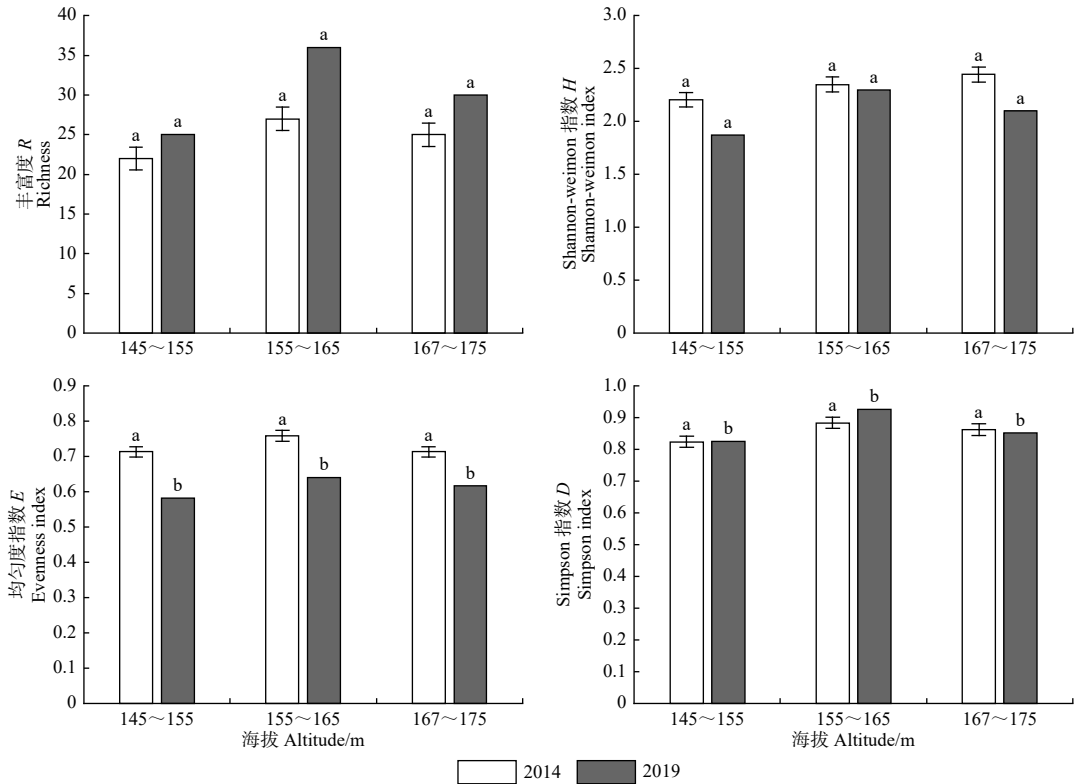 40
35
30
25
20
15
10
5
0
丰富度 R
Richness
a a a a a a
145～155 155～165 167～175
3.0
2.5
2.0
1.5
1.0
0.5
0
Shannon-weimon 指数 H
Shannon-weimon index
a a a a a a
145～155 155～165 167～175
0.9
0.8
0.7
0.6
0.5
0.4
0.3
0.2
0.1
0
均匀度指数 E
Evenness index
a b a b a b
145～155 155～165 167～175
海拔 Altitude/m
1.0
0.9
0.8
0.7
0.6
0.5
0.4
0.3
0.2
0.1
0
Simpson 指数 D
Simpson index
a b a b a b
145～155 155～165 167～175
海拔 Altitude/m
2014 2019